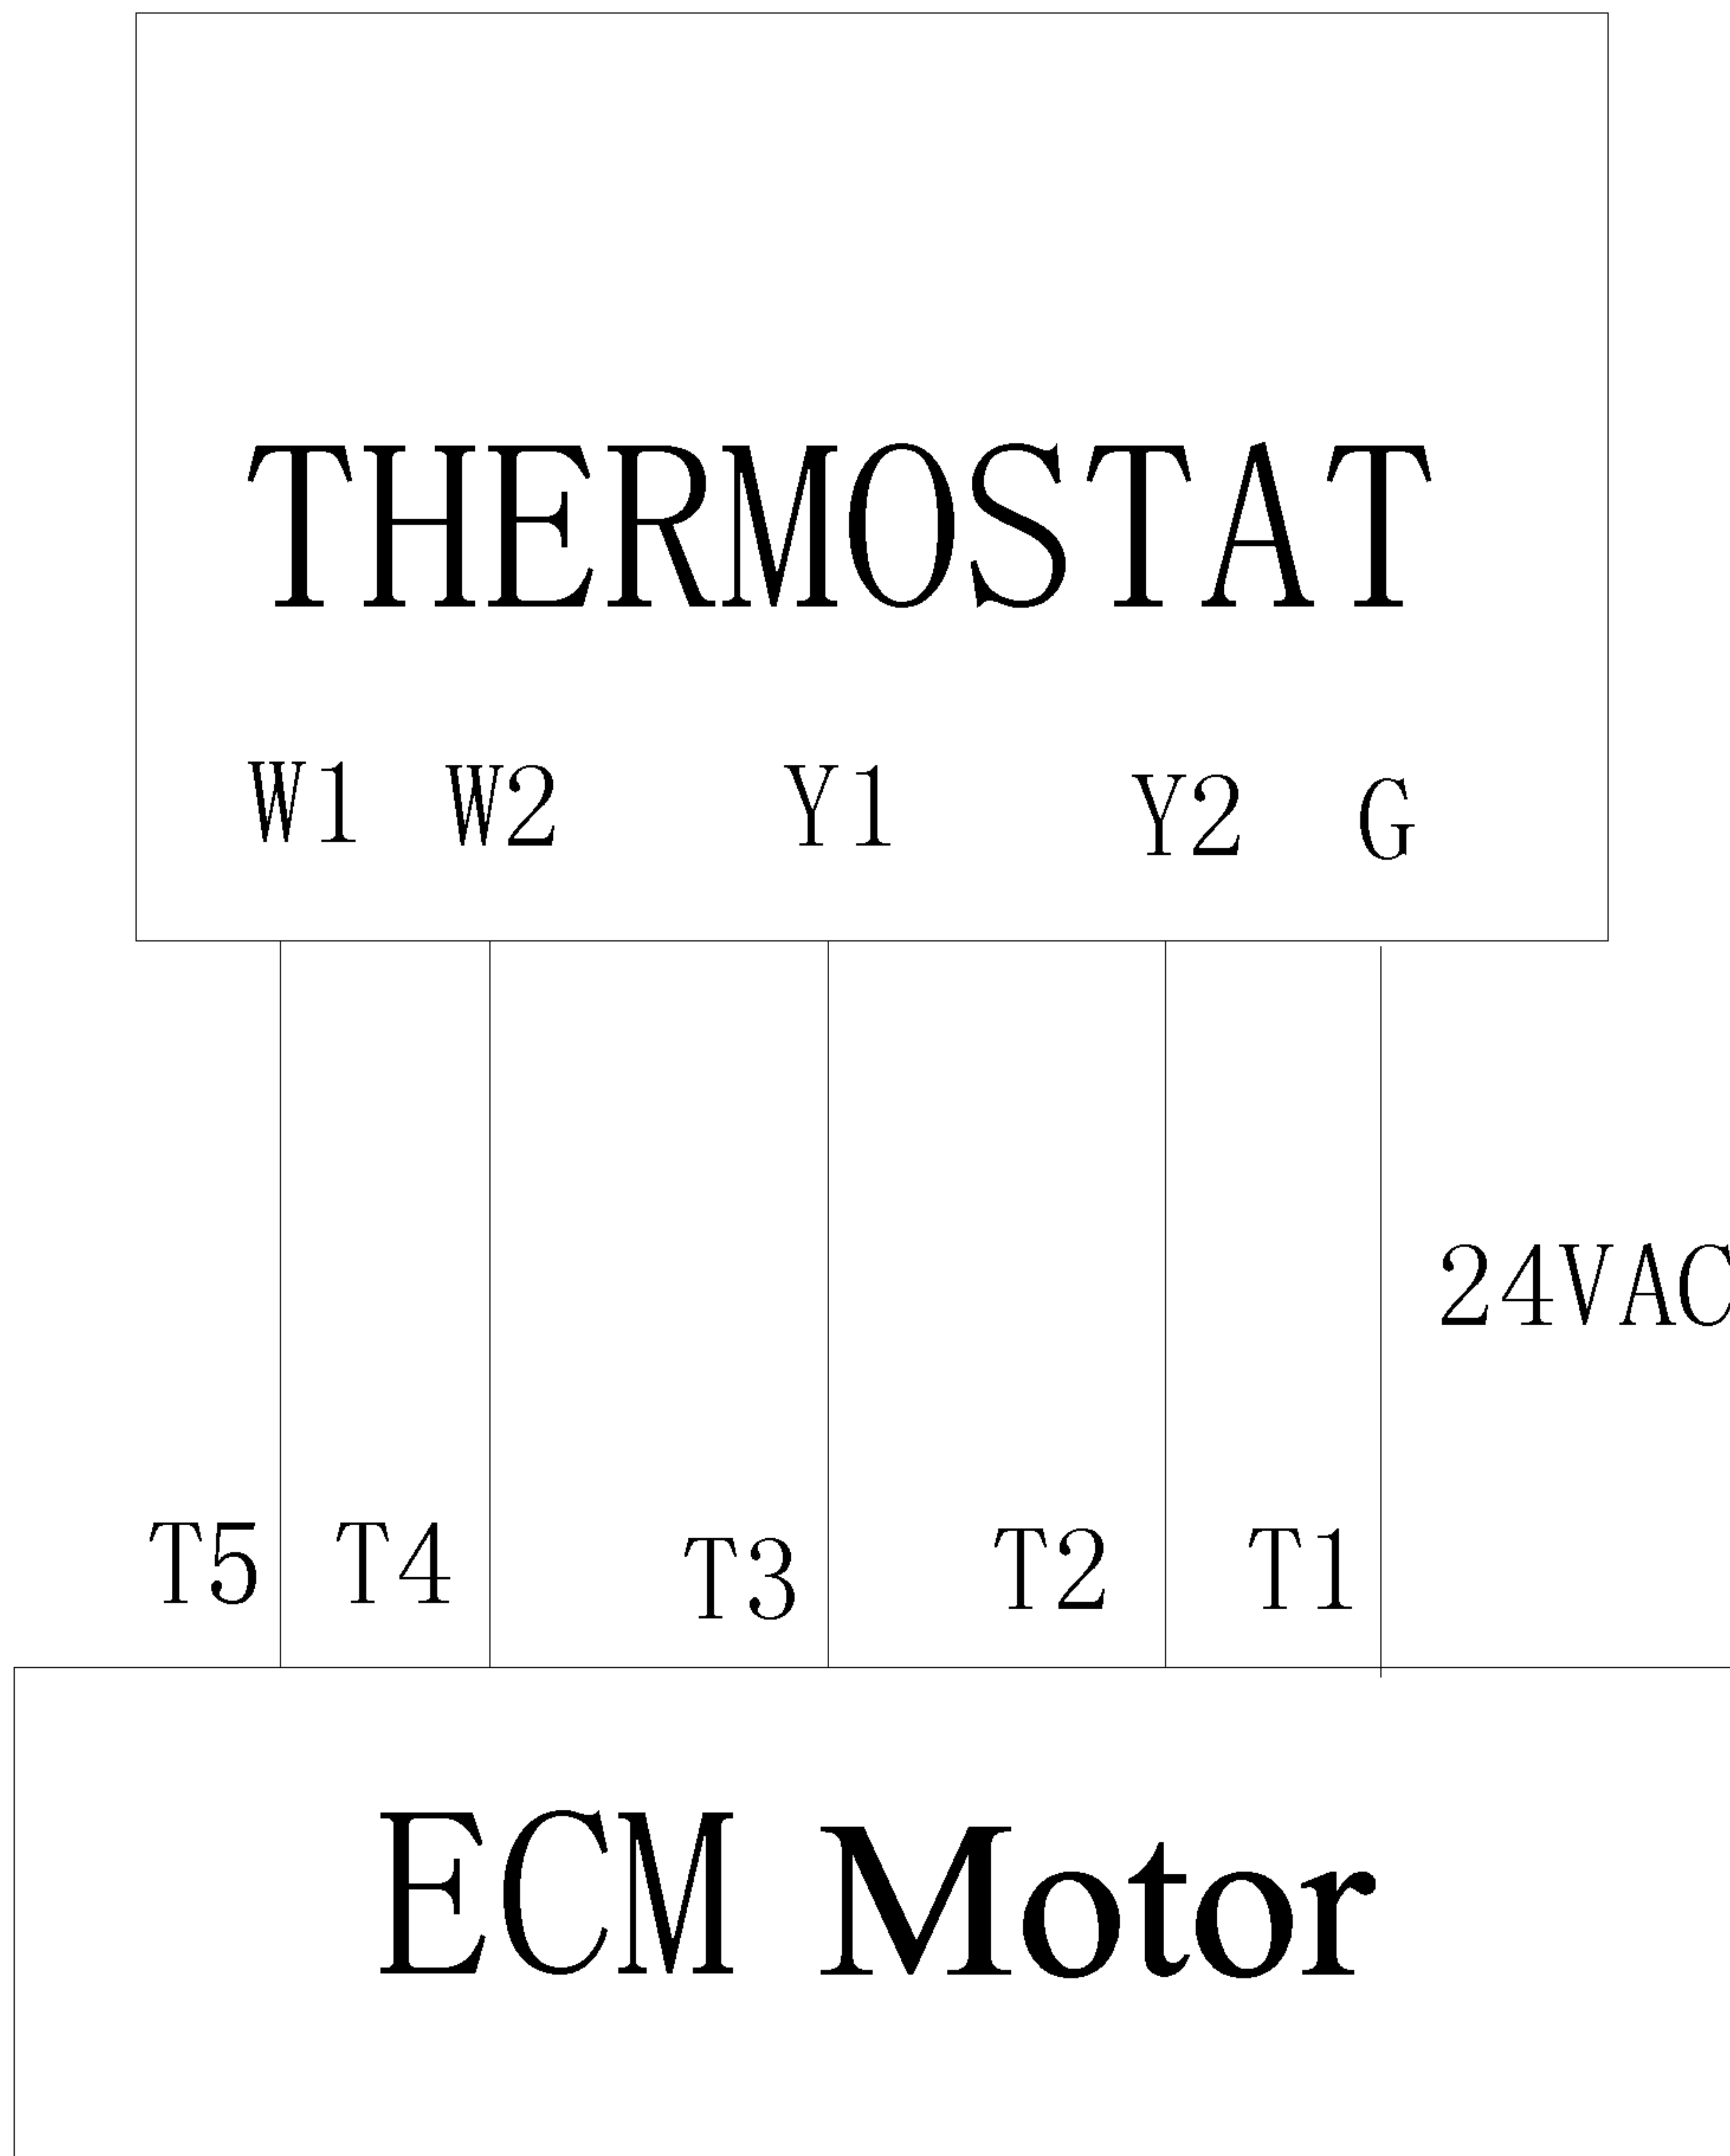 THERMOSTAT
W1 W2 Y1 Y2 G
24VAC
T5 T4 T3 T2 T1
ECM Motor